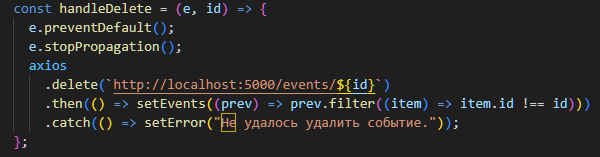 const handleDelete = (e, id) => {
e.preventDefault();
e.stopPropagation();
axios
.delete(`http://localhost:5000/events/${id}`)
.then(() => setEvents((prev) => prev.filter((item) => item.id !== id)))
.catch(() => setError("Не удалось удалить событие."));
};